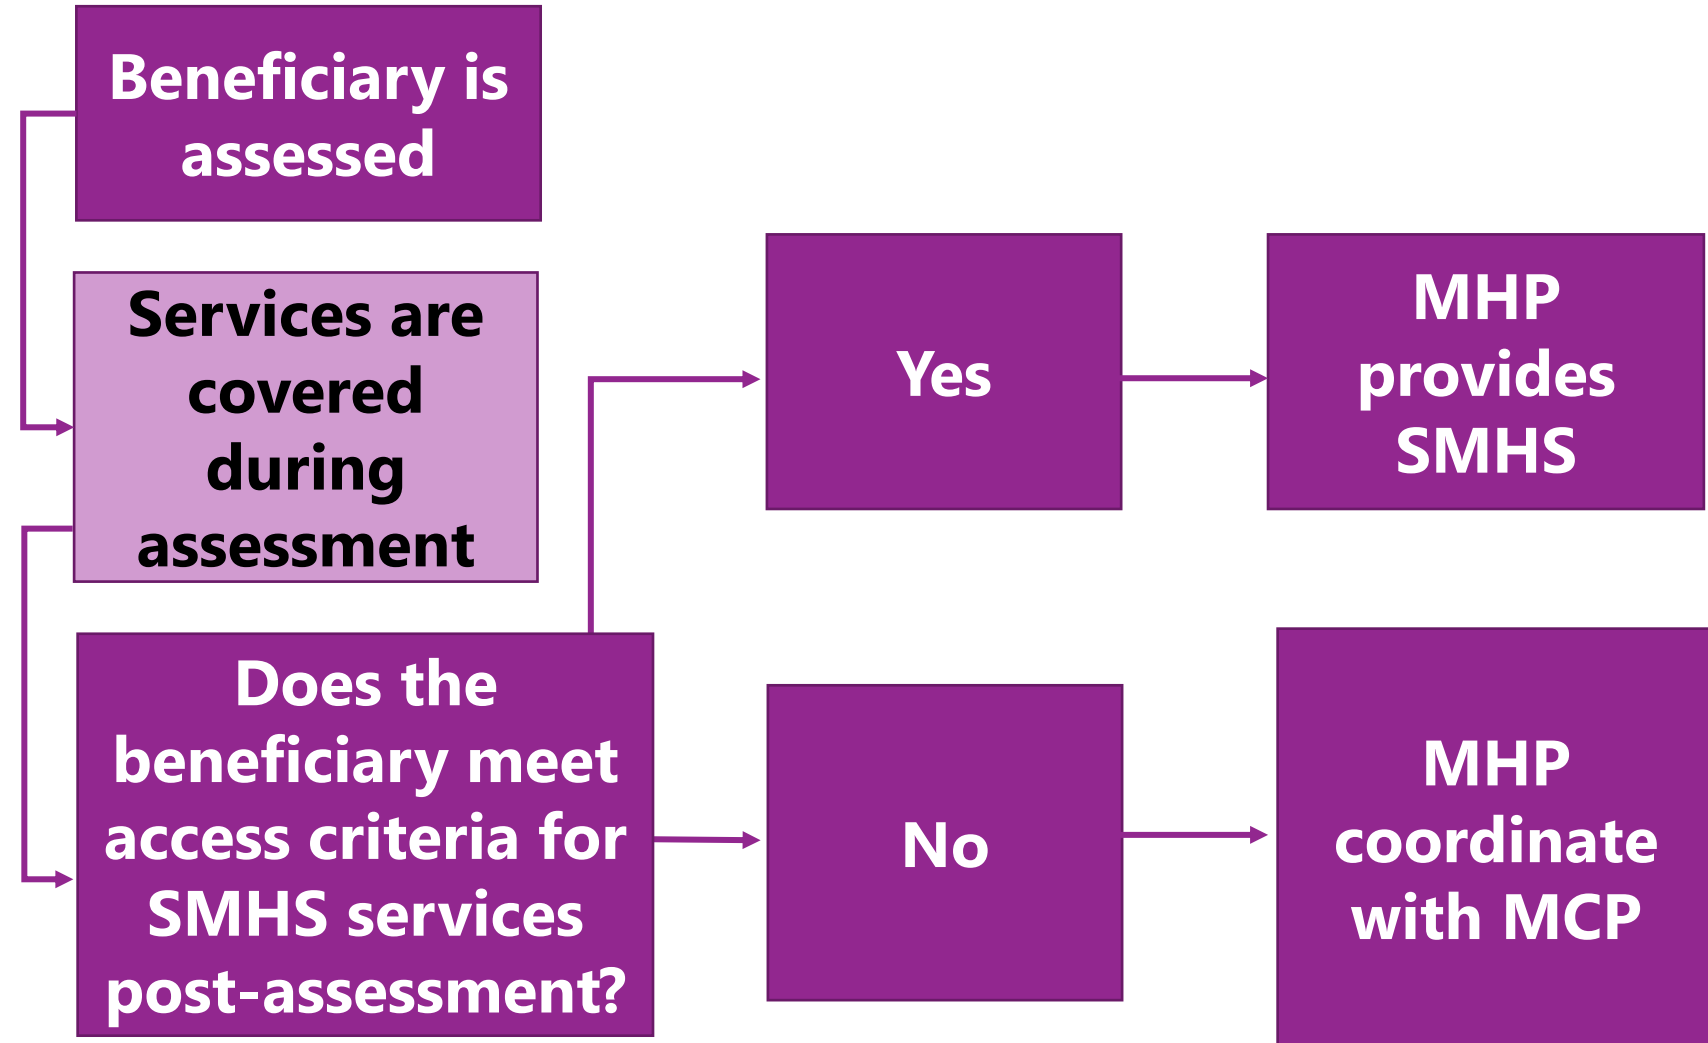 Beneficiary is
assessed
Services are
covered
during
assessment
Does the
beneficiary meet
access criteria for
SMHS services
post-assessment?
Yes
MHP
provides
SMHS
No
MHP
coordinate
with MCP